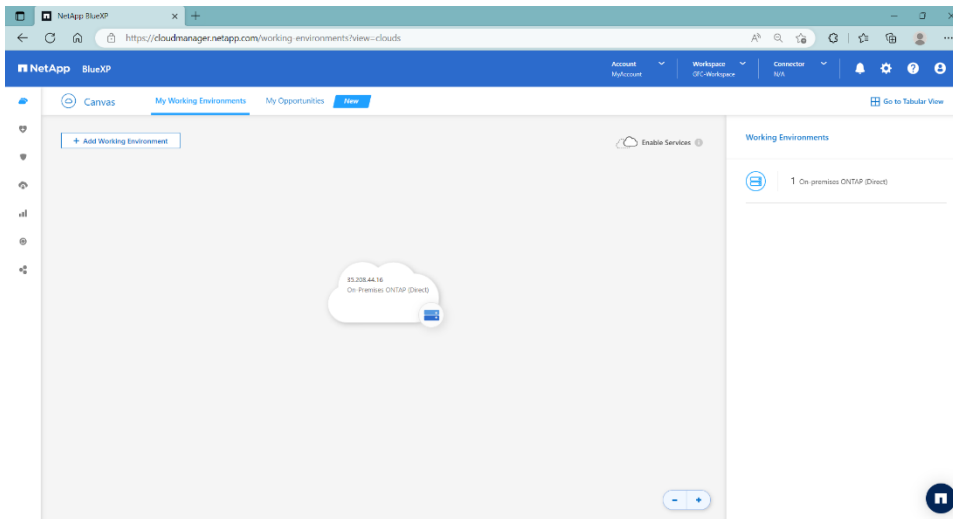 NetApp BlueXP
https://cloudmanager.netapp.com/working-environments?view=clouds
NetApp BlueXP
Account
MyAccount
Workspace
GFC-Workspace
Connector
N/A
Canvas
My Working Environments
My Opportunities
New
Go to Tabular View
+ Add Working Environment
Enable Services
Working Environments
1 On-premises ONTAP (Direct)
35.208.44.16
On-Premises ONTAP (Direct)